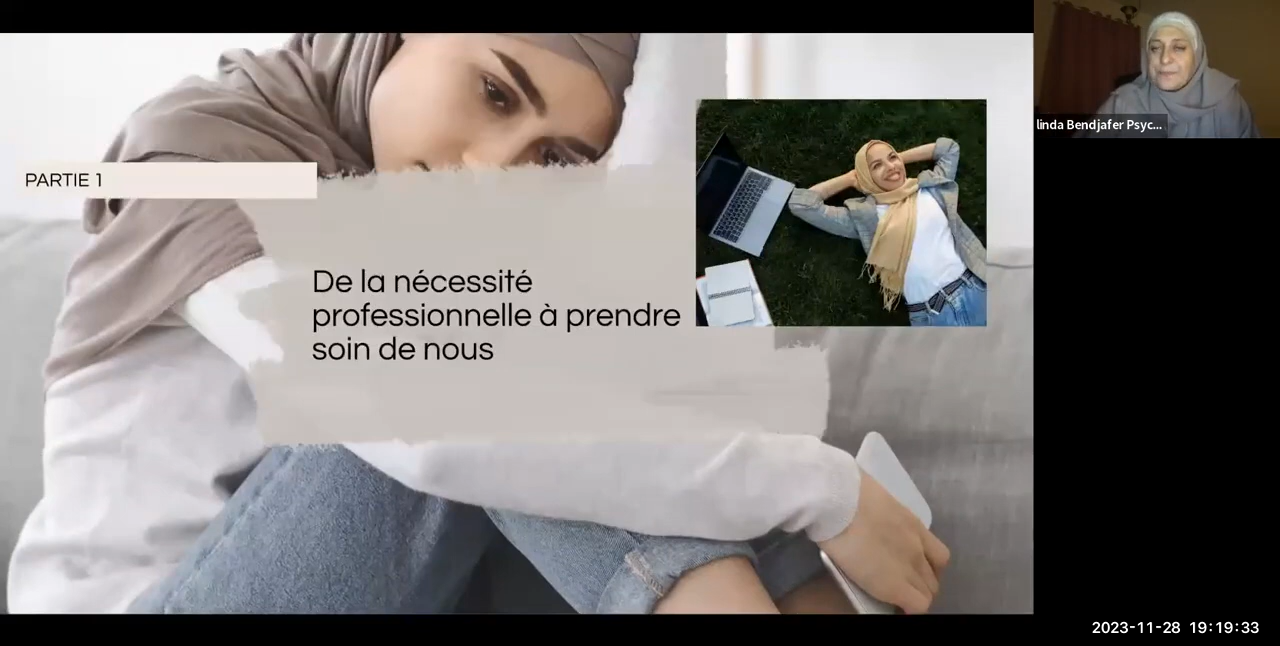 PARTIE 1
De la nécessité
professionnelle à prendre
soin de nous
linda Bendjafer Psyc...
2023-11-28 19:19:33